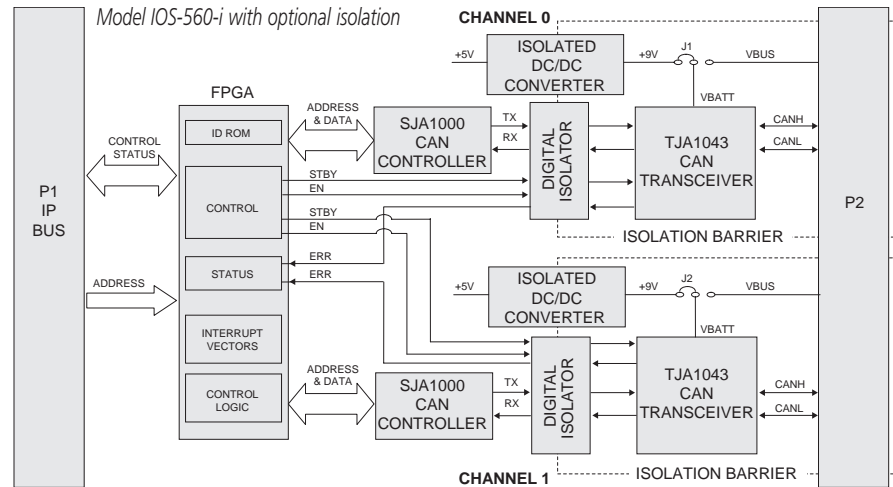 Model IOS-560-i with optional isolation
CHANNEL 0
ISOLATED
DC/DC
CONVERTER
+5V
+9V
J1
VBUS
VBATT
FPGA
ID ROM
CONTROL
STATUS
INTERRUPT
VECTORS
CONTROL
LOGIC
P1
IP
BUS
CONTROL
STATUS
ADDRESS
ADDRESS
& DATA
SJA1000
CAN
CONTROLLER
TX
RX
DIGITAL
ISOLATOR
TJA1043
CAN
TRANSCEIVER
CANH
CANL
P2
STBY
EN
STBY
EN
ERR
ERR
ISOLATION BARRIER
ISOLATED
DC/DC
CONVERTER
+5V
+9V
J2
VBUS
VBATT
ADDRESS
& DATA
SJA1000
CAN
CONTROLLER
TX
RX
DIGITAL
ISOLATOR
TJA1043
CAN
TRANSCEIVER
CANH
CANL
CHANNEL 1
ISOLATION BARRIER